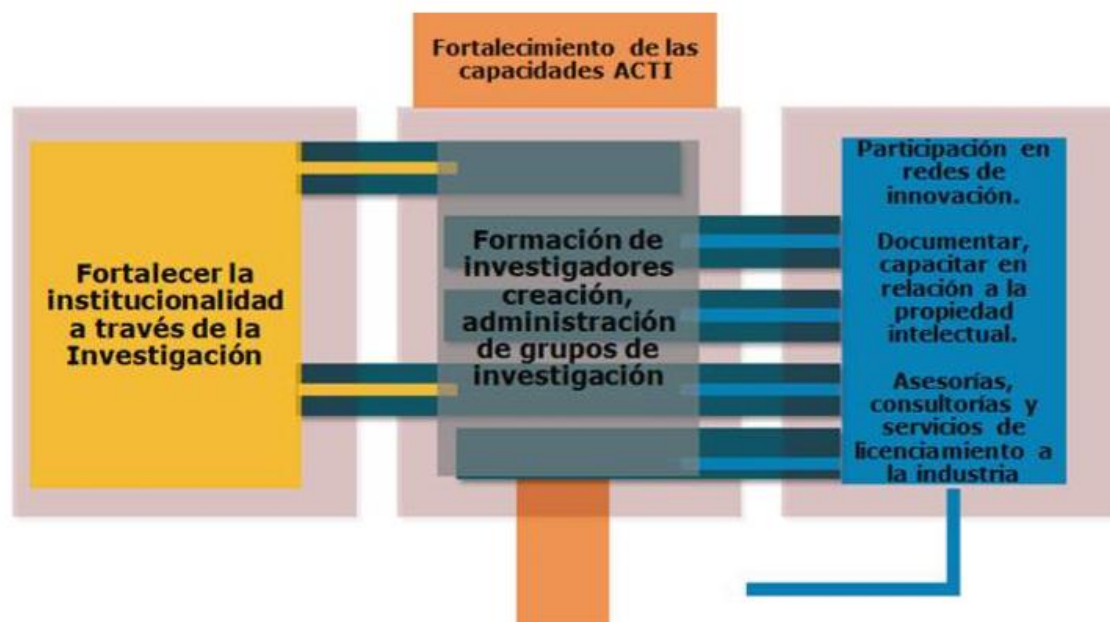 Fortalecimiento de las
capacidades ACTI
Fortalecer la
institucionalidad
a través de la
Investigación
Formación de
investigadores
creación,
administración
de grupos de
investigación
Participación en
redes de
innovación.
Documentar,
capacitar en
relación a la
propiedad
intelectual.
Asesorías,
consultorías y
servicios de
licenciamiento a
la industria